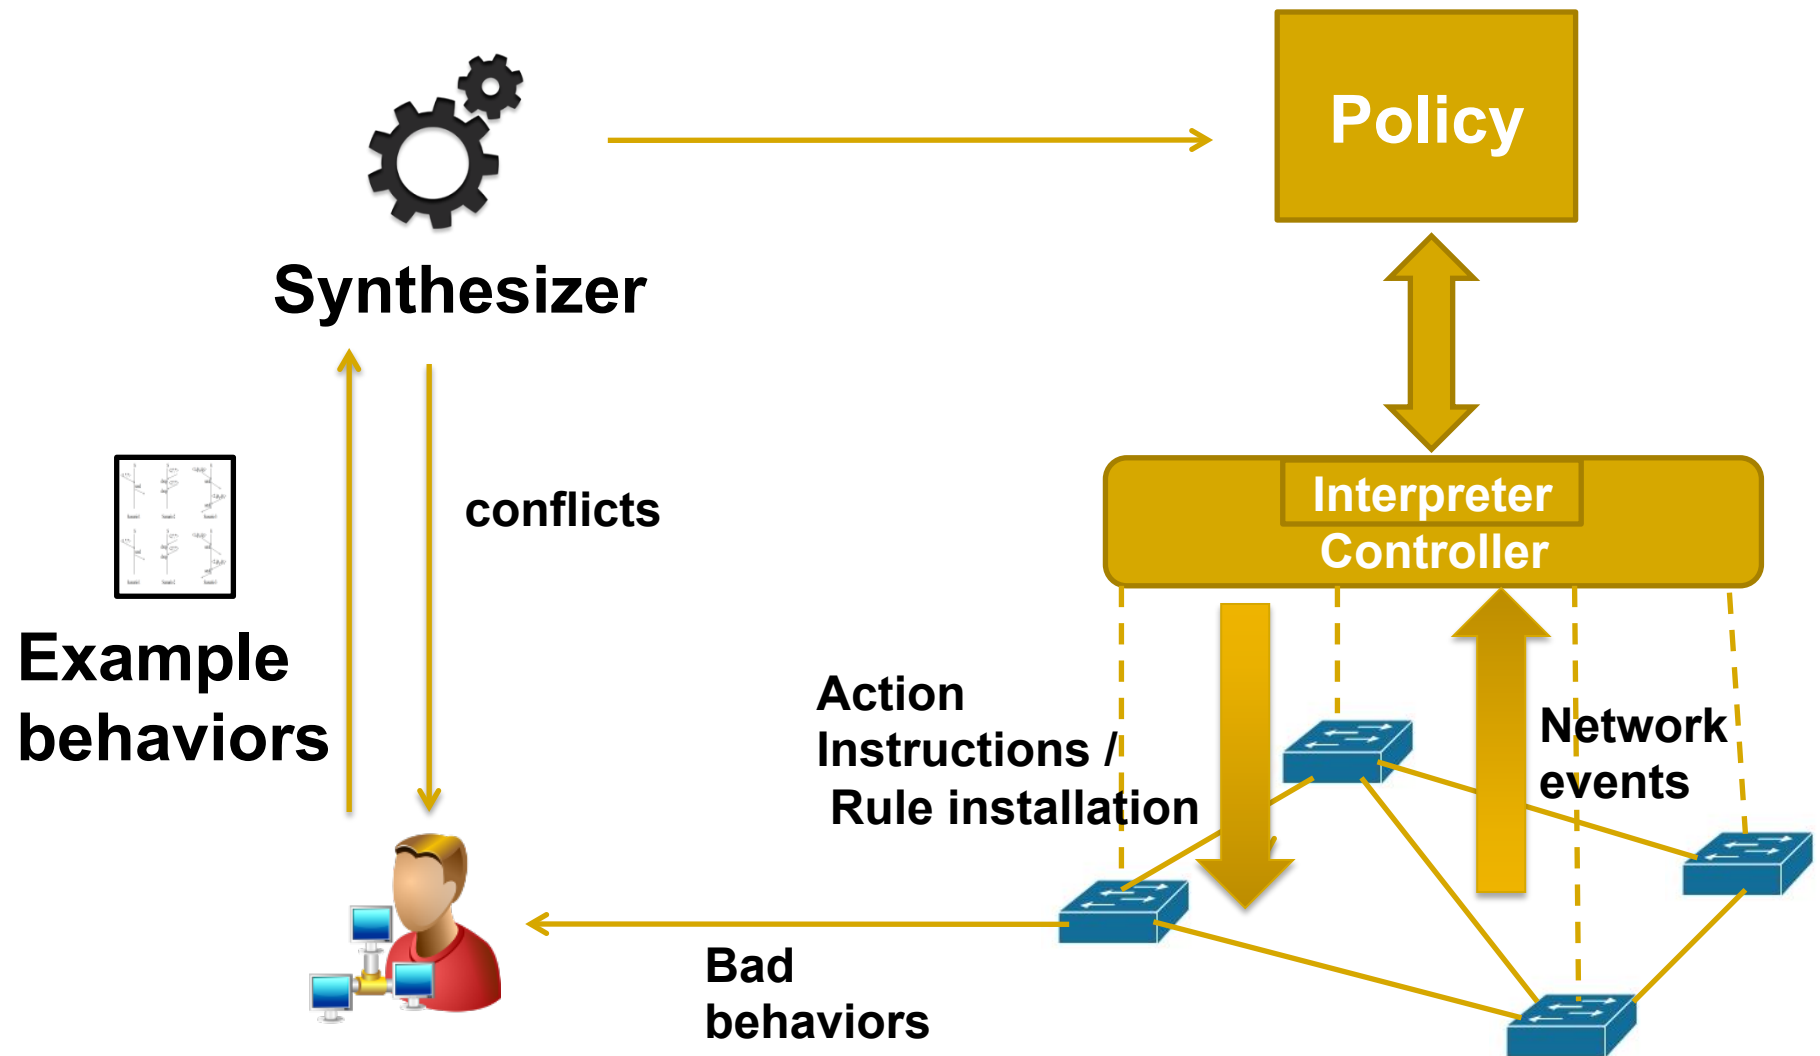 Policy
Synthesizer
Interpreter
Controller
conflicts
Example
behaviors
Action
Instructions /
Rule installation
Network
events
Bad
behaviors